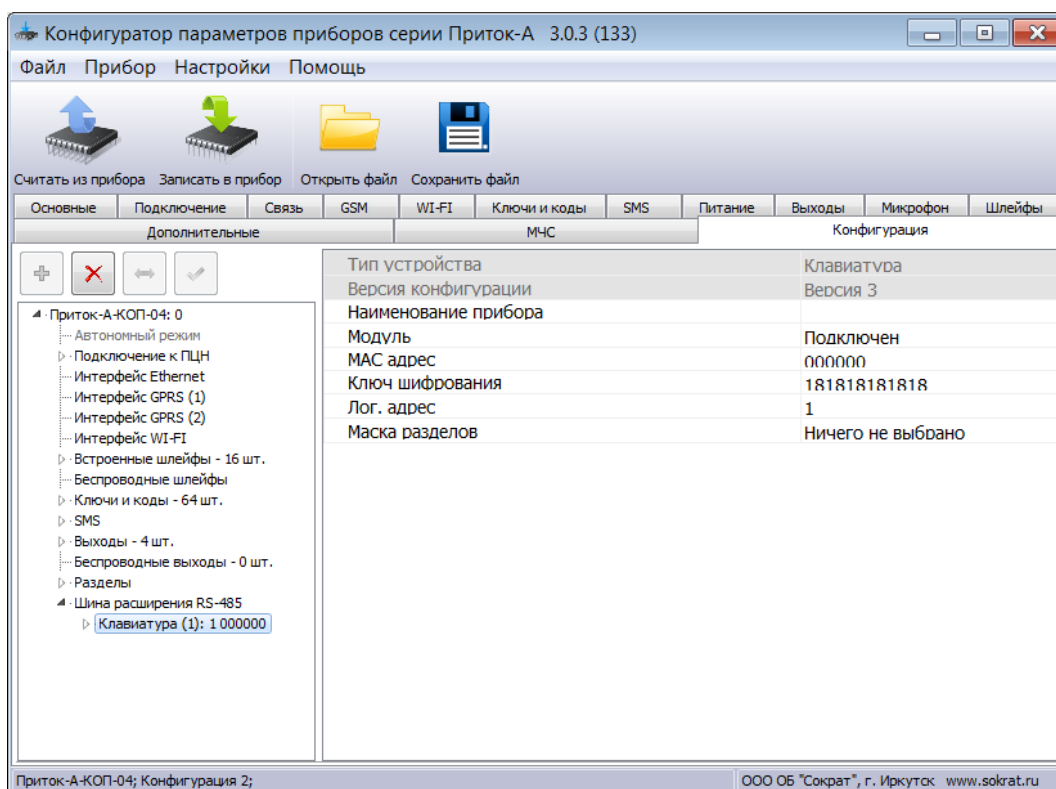 Конфигуратор параметров приборов серии Приток-А 3.0.3 (133)
Файл Прибор Настройки Помощь
Считать из прибора Записать в прибор Открыть файл Сохранить файл
Основные Подключение Связь GSM WI-FI Ключи и коды SMS Питание Выходы Микрофон Шлейфы
Дополнительные МЧС Конфигурация
Тип устройства Клавиатура
Версия конфигурации Версия 3
Наименование прибора
Модуль Подключен
MAC адрес 000000
Ключ шифрования 181818181818
Лог. адрес 1
Маска разделов Ничего не выбрано
Приток-А-КОП-04: 0
Автономный режим
Подключение к ПЦН
Интерфейс Ethernet
Интерфейс GPRS (1)
Интерфейс GPRS (2)
Интерфейс WI-FI
Встроенные шлейфы - 16 шт.
Беспроводные шлейфы
Ключи и коды - 64 шт.
SMS
Выходы - 4 шт.
Беспроводные выходы - 0 шт.
Разделы
Шина расширения RS-485
Клавиатура (1): 1 000000
Приток-А-КОП-04; Конфигурация 2; ООО ОБ "Сократ", г. Иркутск www.sokrat.ru